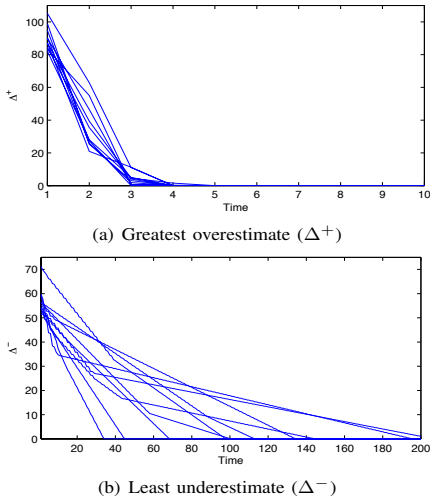 100
80
60
40
20
0
Δ+
1 2 3 4 5 6 7 8 9 10
Time
(a) Greatest overestimate (Δ+)
70
60
50
40
30
20
10
0
Δ−
20 40 60 80 100 120 140 160 180 200
Time
(b) Least underestimate (Δ−)